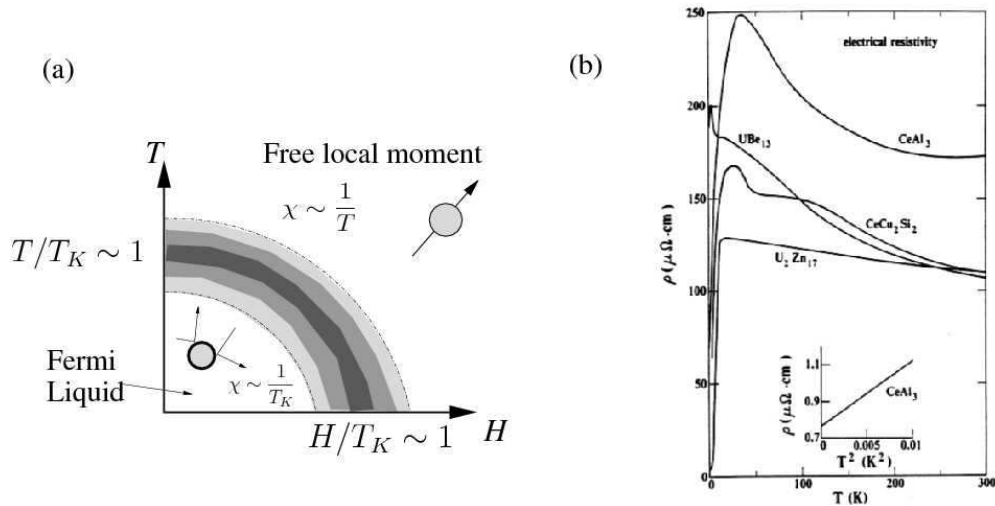 (a)
T
Free local moment
χ ∼ 1/T
T/T_K ∼ 1
Fermi
Liquid
χ ∼ 1/T_K
H/T_K ∼ 1
H
(b)
250
200
150
100
50
0
ρ (μΩ·cm)
electrical resistivity
CeAl3
UBe13
CeCu2Si2
U2Zn17
1.1
0.9
0.7
ρ (μΩ·cm)
CeAl3
0
0.005
0.01
T² (K²)
0
100
200
300
T (K)